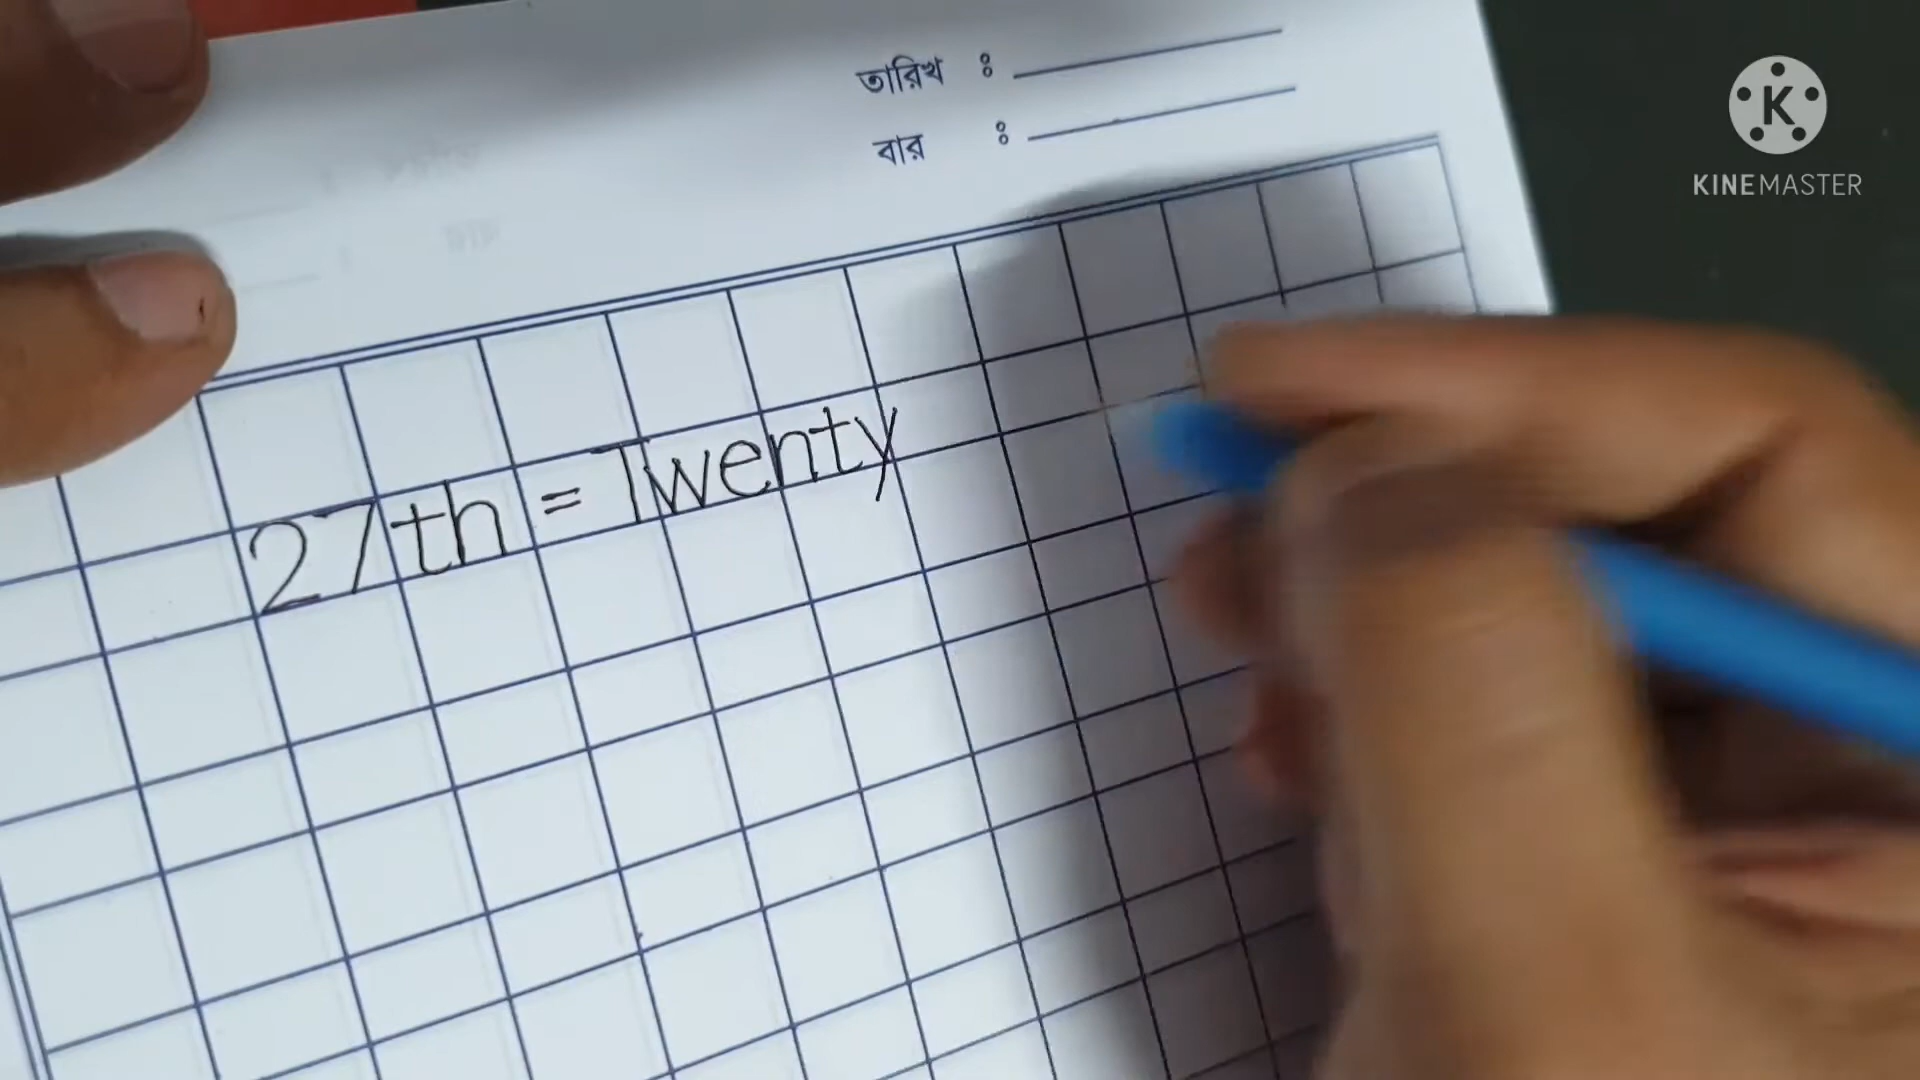 তারিখ ঃ
বার ঃ
K
KINEMASTER
27th = Twenty